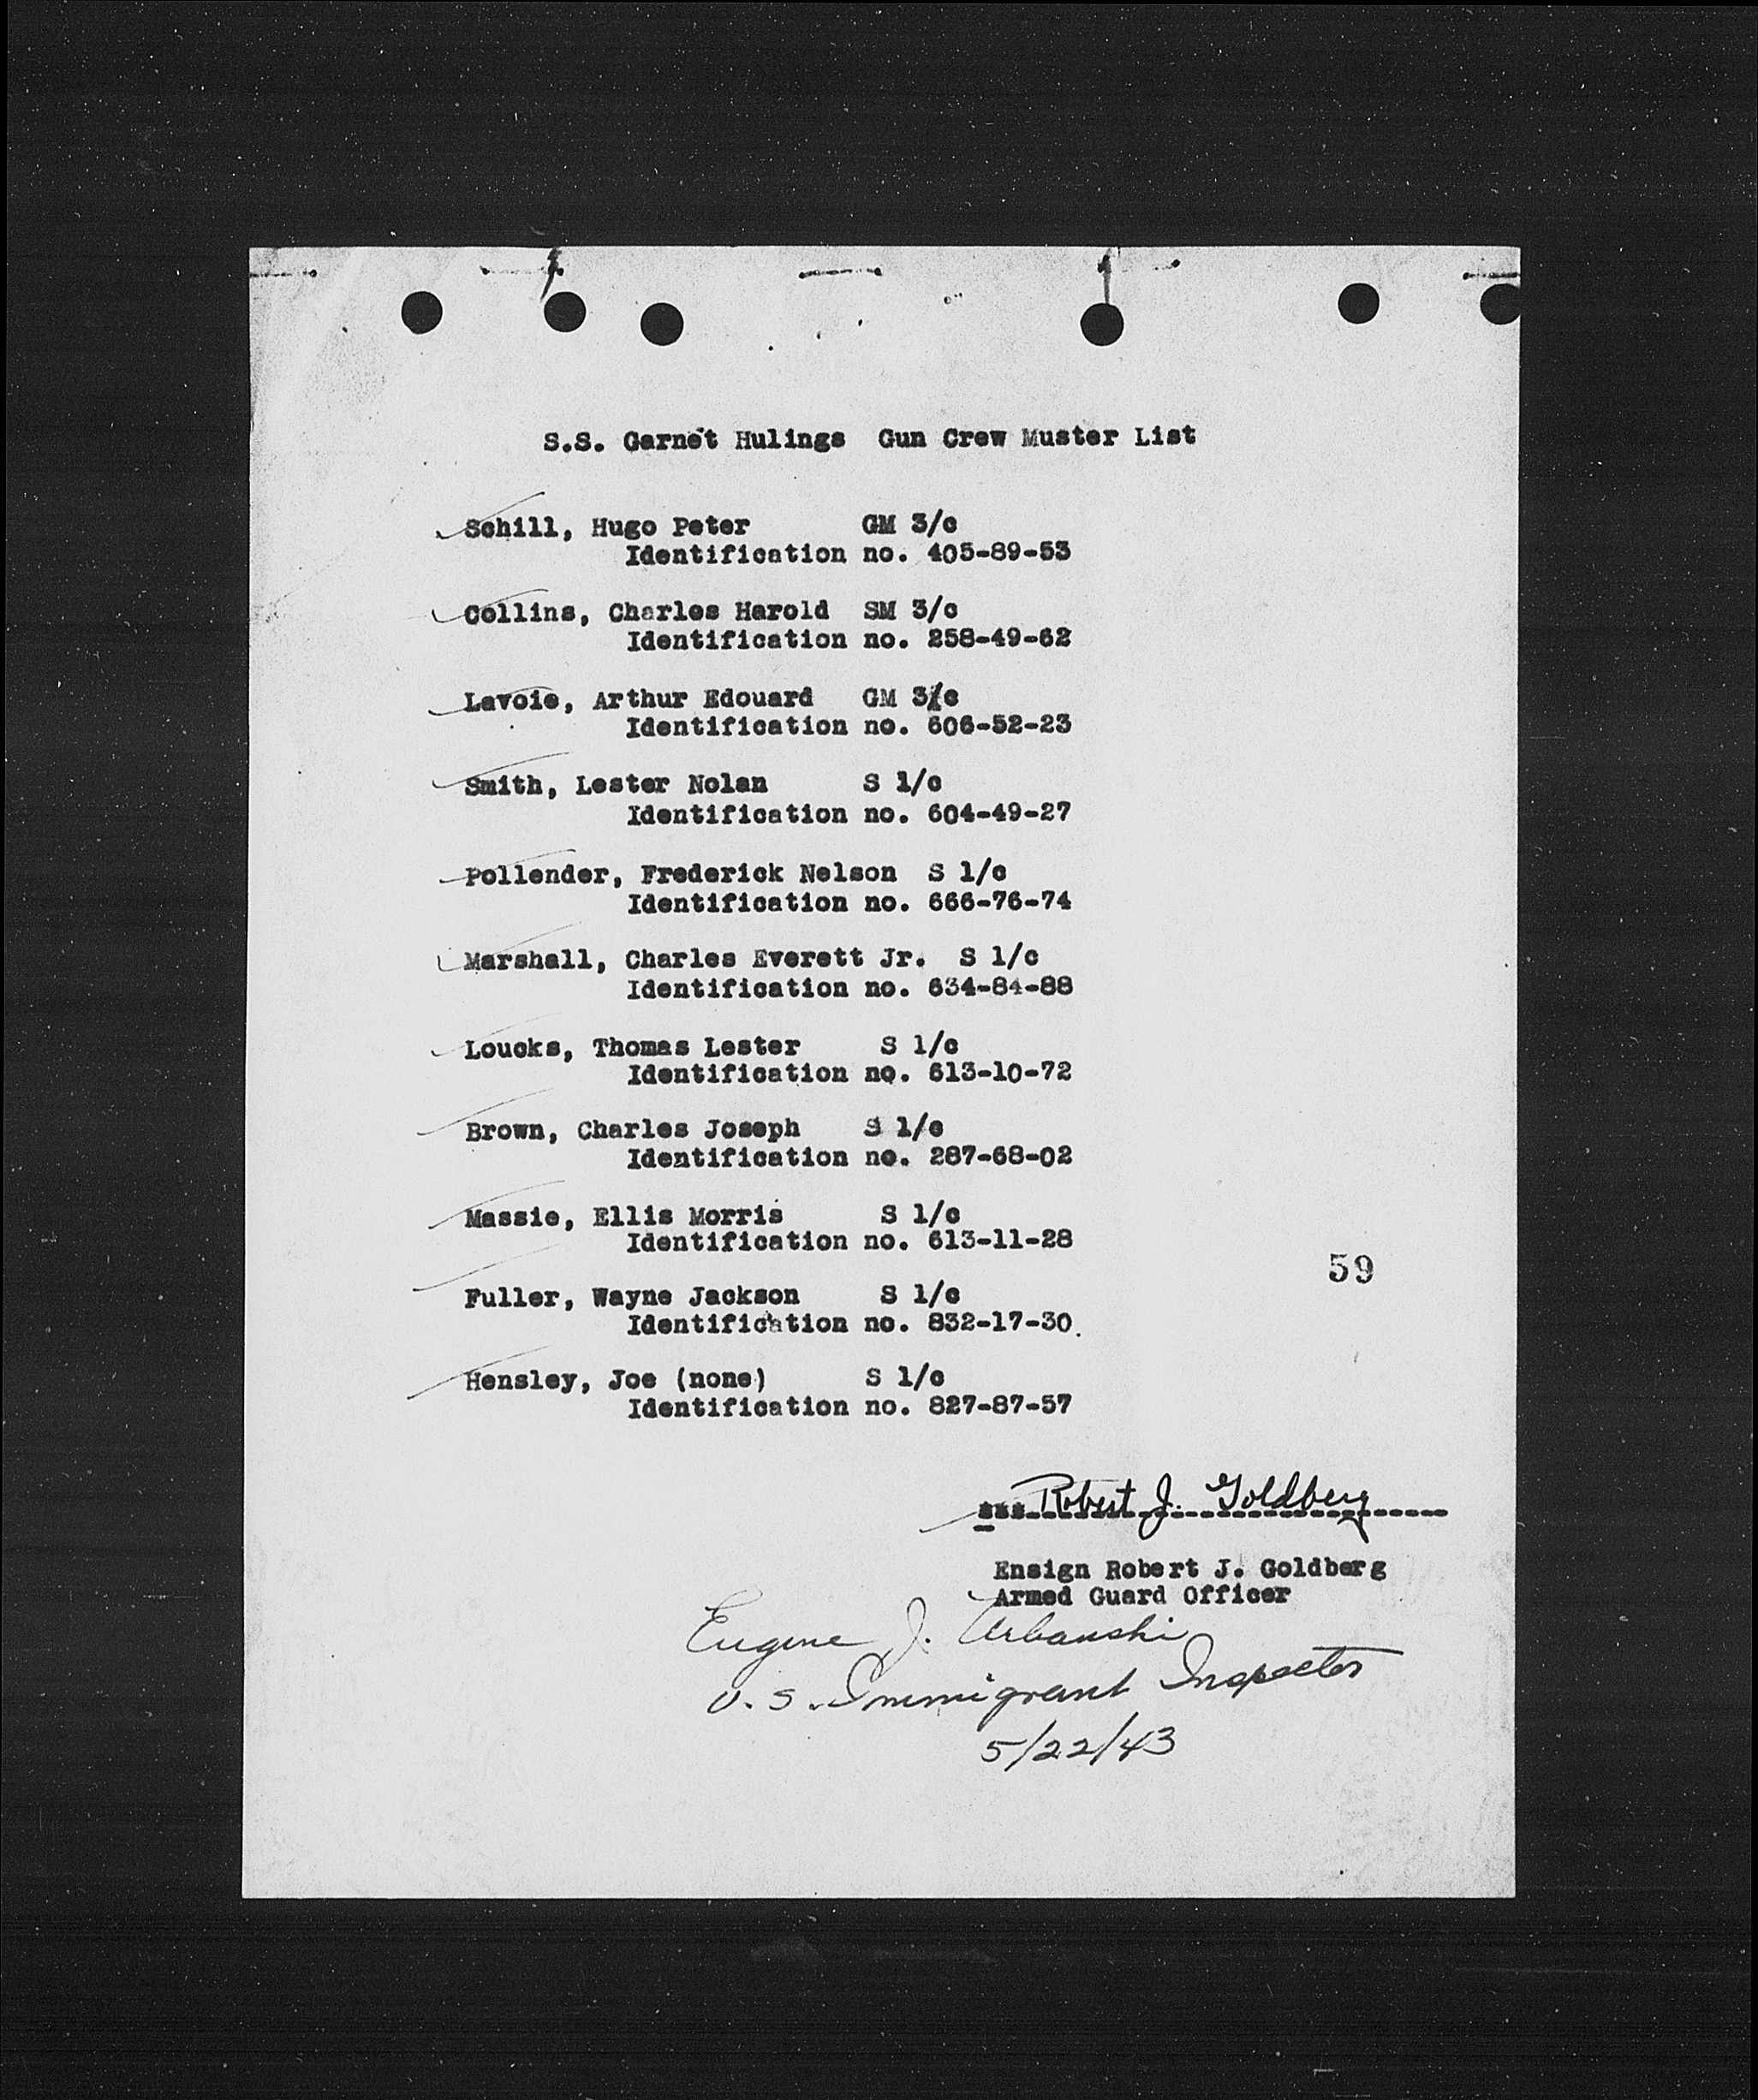 S.S. Garnet Hulings Gun Crew Muster List
Schill, Hugo Peter GM 3/c
Identification no. 405-89-53
Collins, Charles Harold SM 3/c
Identification no. 258-49-62
Lavoie, Arthur Edouard GM 3/c
Identification no. 606-52-23
Smith, Lester Nolan S 1/c
Identification no. 604-49-27
Pollender, Frederick Nelson S 1/c
Identification no. 666-76-74
Marshall, Charles Everett Jr. S 1/c
Identification no. 634-84-88
Loucks, Thomas Lester S 1/c
Identification no. 613-10-72
Brown, Charles Joseph S 1/c
Identification no. 287-68-02
Massie, Ellis Morris S 1/c
Identification no. 613-11-28
59
Fuller, Wayne Jackson S 1/c
Identification no. 832-17-30
Hensley, Joe (none) S 1/c
Identification no. 827-87-57
Robert J. Goldberg
Ensign Robert J. Goldberg
Armed Guard Officer
Eugene J. Urbanski
U.S. Immigrant Inspector
5/22/43